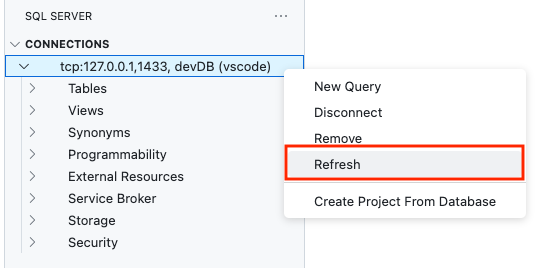 SQL SERVER
CONNECTIONS
tcp:127.0.0.1,1433, devDB (vscode)
Tables
Views
Synonyms
Programmability
External Resources
Service Broker
Storage
Security
New Query
Disconnect
Remove
Refresh
Create Project From Database